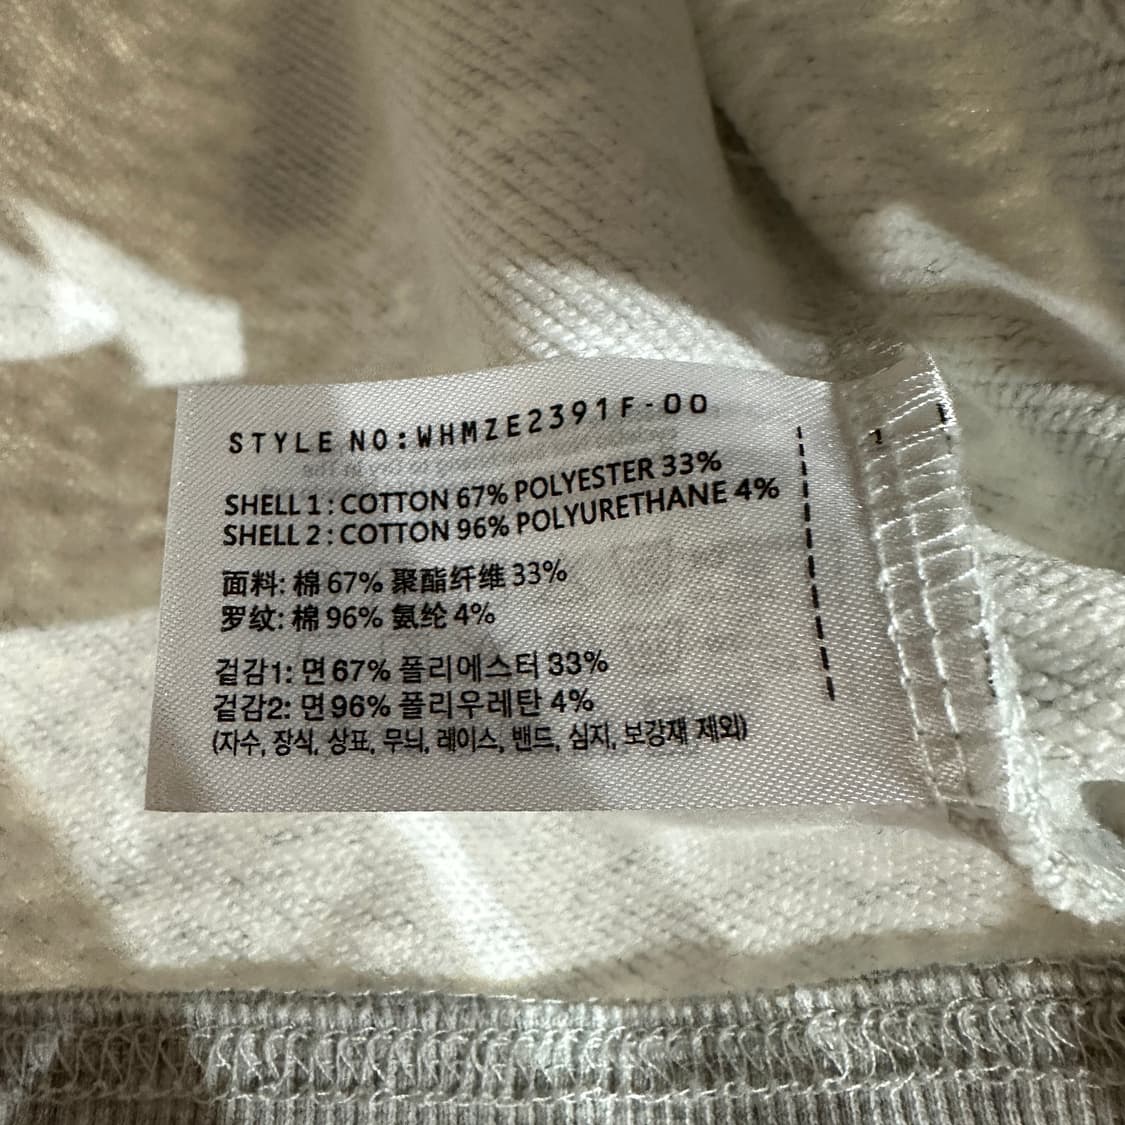 STYLE NO:WHMZE2391F-00
SHELL 1 : COTTON 67% POLYESTER 33%
SHELL 2 : COTTON 96% POLYURETHANE 4%
面料: 棉 67% 聚酯纤维 33%
罗纹: 棉 96% 氨纶 4%
겉감1: 면 67% 폴리에스터 33%
겉감2: 면 96% 폴리우레탄 4%
(자수, 장식, 상표, 무늬, 레이스, 밴드, 심지, 보강재 제외)